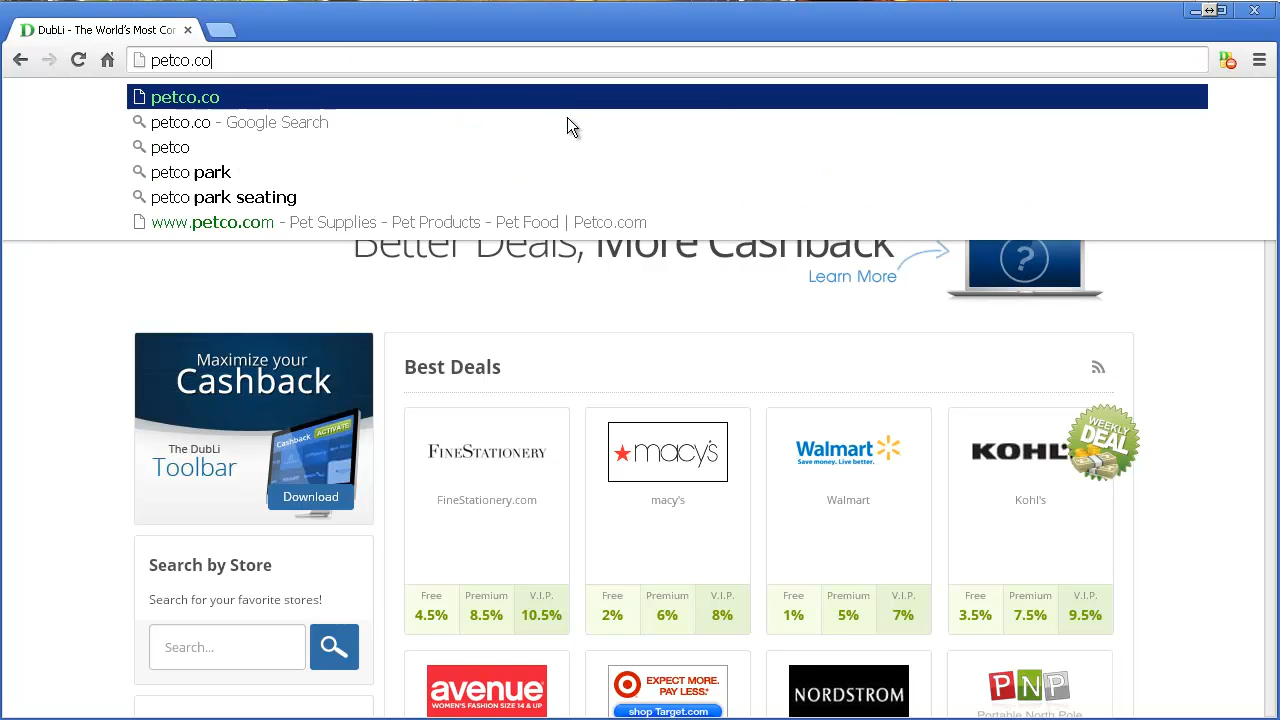 DubLi - The World's Most Cor
petco.co
petco.co
petco.co - Google Search
petco
petco park
petco park seating
www.petco.com - Pet Supplies - Pet Products - Pet Food | Petco.com
Better Deals, More Cashback
Learn More
?
Maximize your
Cashback
The DubLi
Toolbar
Cashback ACTIVATE
Download
Search by Store
Search for your favorite stores!
Search...
Best Deals
FINESTATIONERY
FineStationery.com
Free Premium V.I.P.
4.5% 8.5% 10.5%
macy's
macy's
Free Premium V.I.P.
2% 6% 8%
Walmart
Save money. Live better.
Walmart
Free Premium V.I.P.
1% 5% 7%
KOHL'
WEEKLY
DEAL
Kohl's
Free Premium V.I.P.
3.5% 7.5% 9.5%
avenue
WOMEN'S FASHION SIZE 14 & UP
EXPECT MORE.
PAY LESS.*
shop Target.com
NORDSTROM
PNP
Portable North Pole